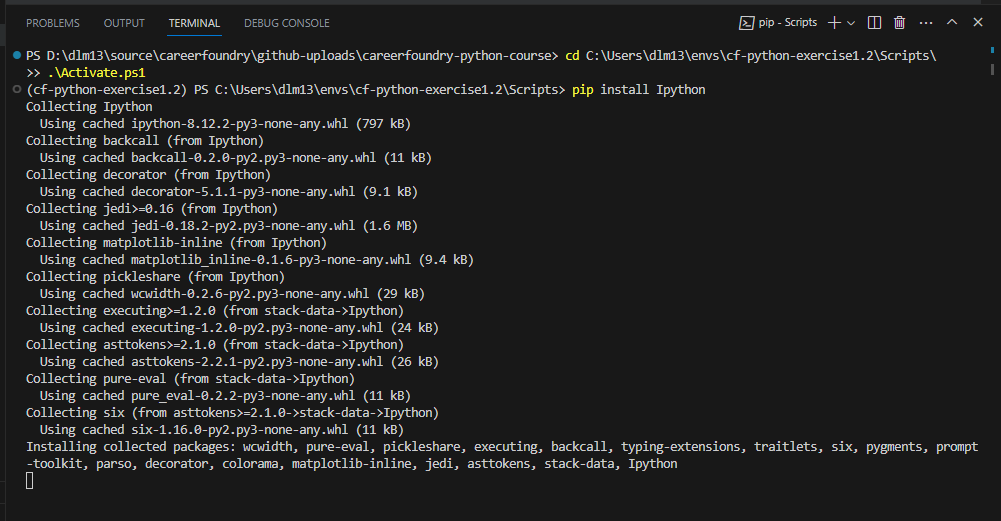 PROBLEMS OUTPUT TERMINAL DEBUG CONSOLE pip - Scripts
PS D:\dlm13\source\careerfoundry\github-uploads\careerfoundry-python-course> cd C:\Users\dlm13\envs\cf-python-exercise1.2\Scripts\
>> .\Activate.ps1
(cf-python-exercise1.2) PS C:\Users\dlm13\envs\cf-python-exercise1.2\Scripts> pip install Ipython
Collecting Ipython
  Using cached ipython-8.12.2-py3-none-any.whl (797 kB)
Collecting backcall (from Ipython)
  Using cached backcall-0.2.0-py2.py3-none-any.whl (11 kB)
Collecting decorator (from Ipython)
  Using cached decorator-5.1.1-py3-none-any.whl (9.1 kB)
Collecting jedi>=0.16 (from Ipython)
  Using cached jedi-0.18.2-py2.py3-none-any.whl (1.6 MB)
Collecting matplotlib-inline (from Ipython)
  Using cached matplotlib_inline-0.1.6-py3-none-any.whl (9.4 kB)
Collecting pickleshare (from Ipython)
  Using cached wcwidth-0.2.6-py2.py3-none-any.whl (29 kB)
Collecting executing>=1.2.0 (from stack-data->Ipython)
  Using cached executing-1.2.0-py2.py3-none-any.whl (24 kB)
Collecting asttokens>=2.1.0 (from stack-data->Ipython)
  Using cached asttokens-2.2.1-py2.py3-none-any.whl (26 kB)
Collecting pure-eval (from stack-data->Ipython)
  Using cached pure_eval-0.2.2-py3-none-any.whl (11 kB)
Collecting six (from asttokens>=2.1.0->stack-data->Ipython)
  Using cached six-1.16.0-py2.py3-none-any.whl (11 kB)
Installing collected packages: wcwidth, pure-eval, pickleshare, executing, backcall, typing-extensions, traitlets, six, pygments, prompt
-toolkit, parso, decorator, colorama, matplotlib-inline, jedi, asttokens, stack-data, Ipython